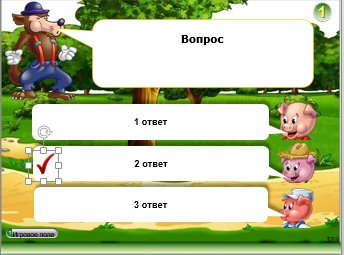 1
Вопрос
1 ответ
2 ответ
3 ответ
Игровое поле
37